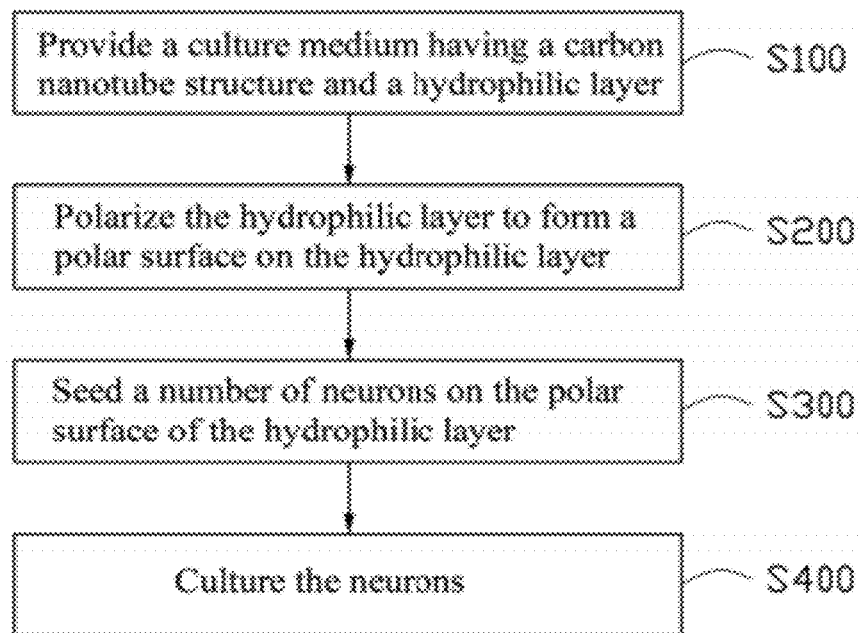 Provide a culture medium having a carbon
nanotube structure and a hydrophilic layer
S100
Polarize the hydrophilic layer to form a
polar surface on the hydrophilic layer
S200
Seed a number of neurons on the polar
surface of the hydrophilic layer
S300
Culture the neurons
S400